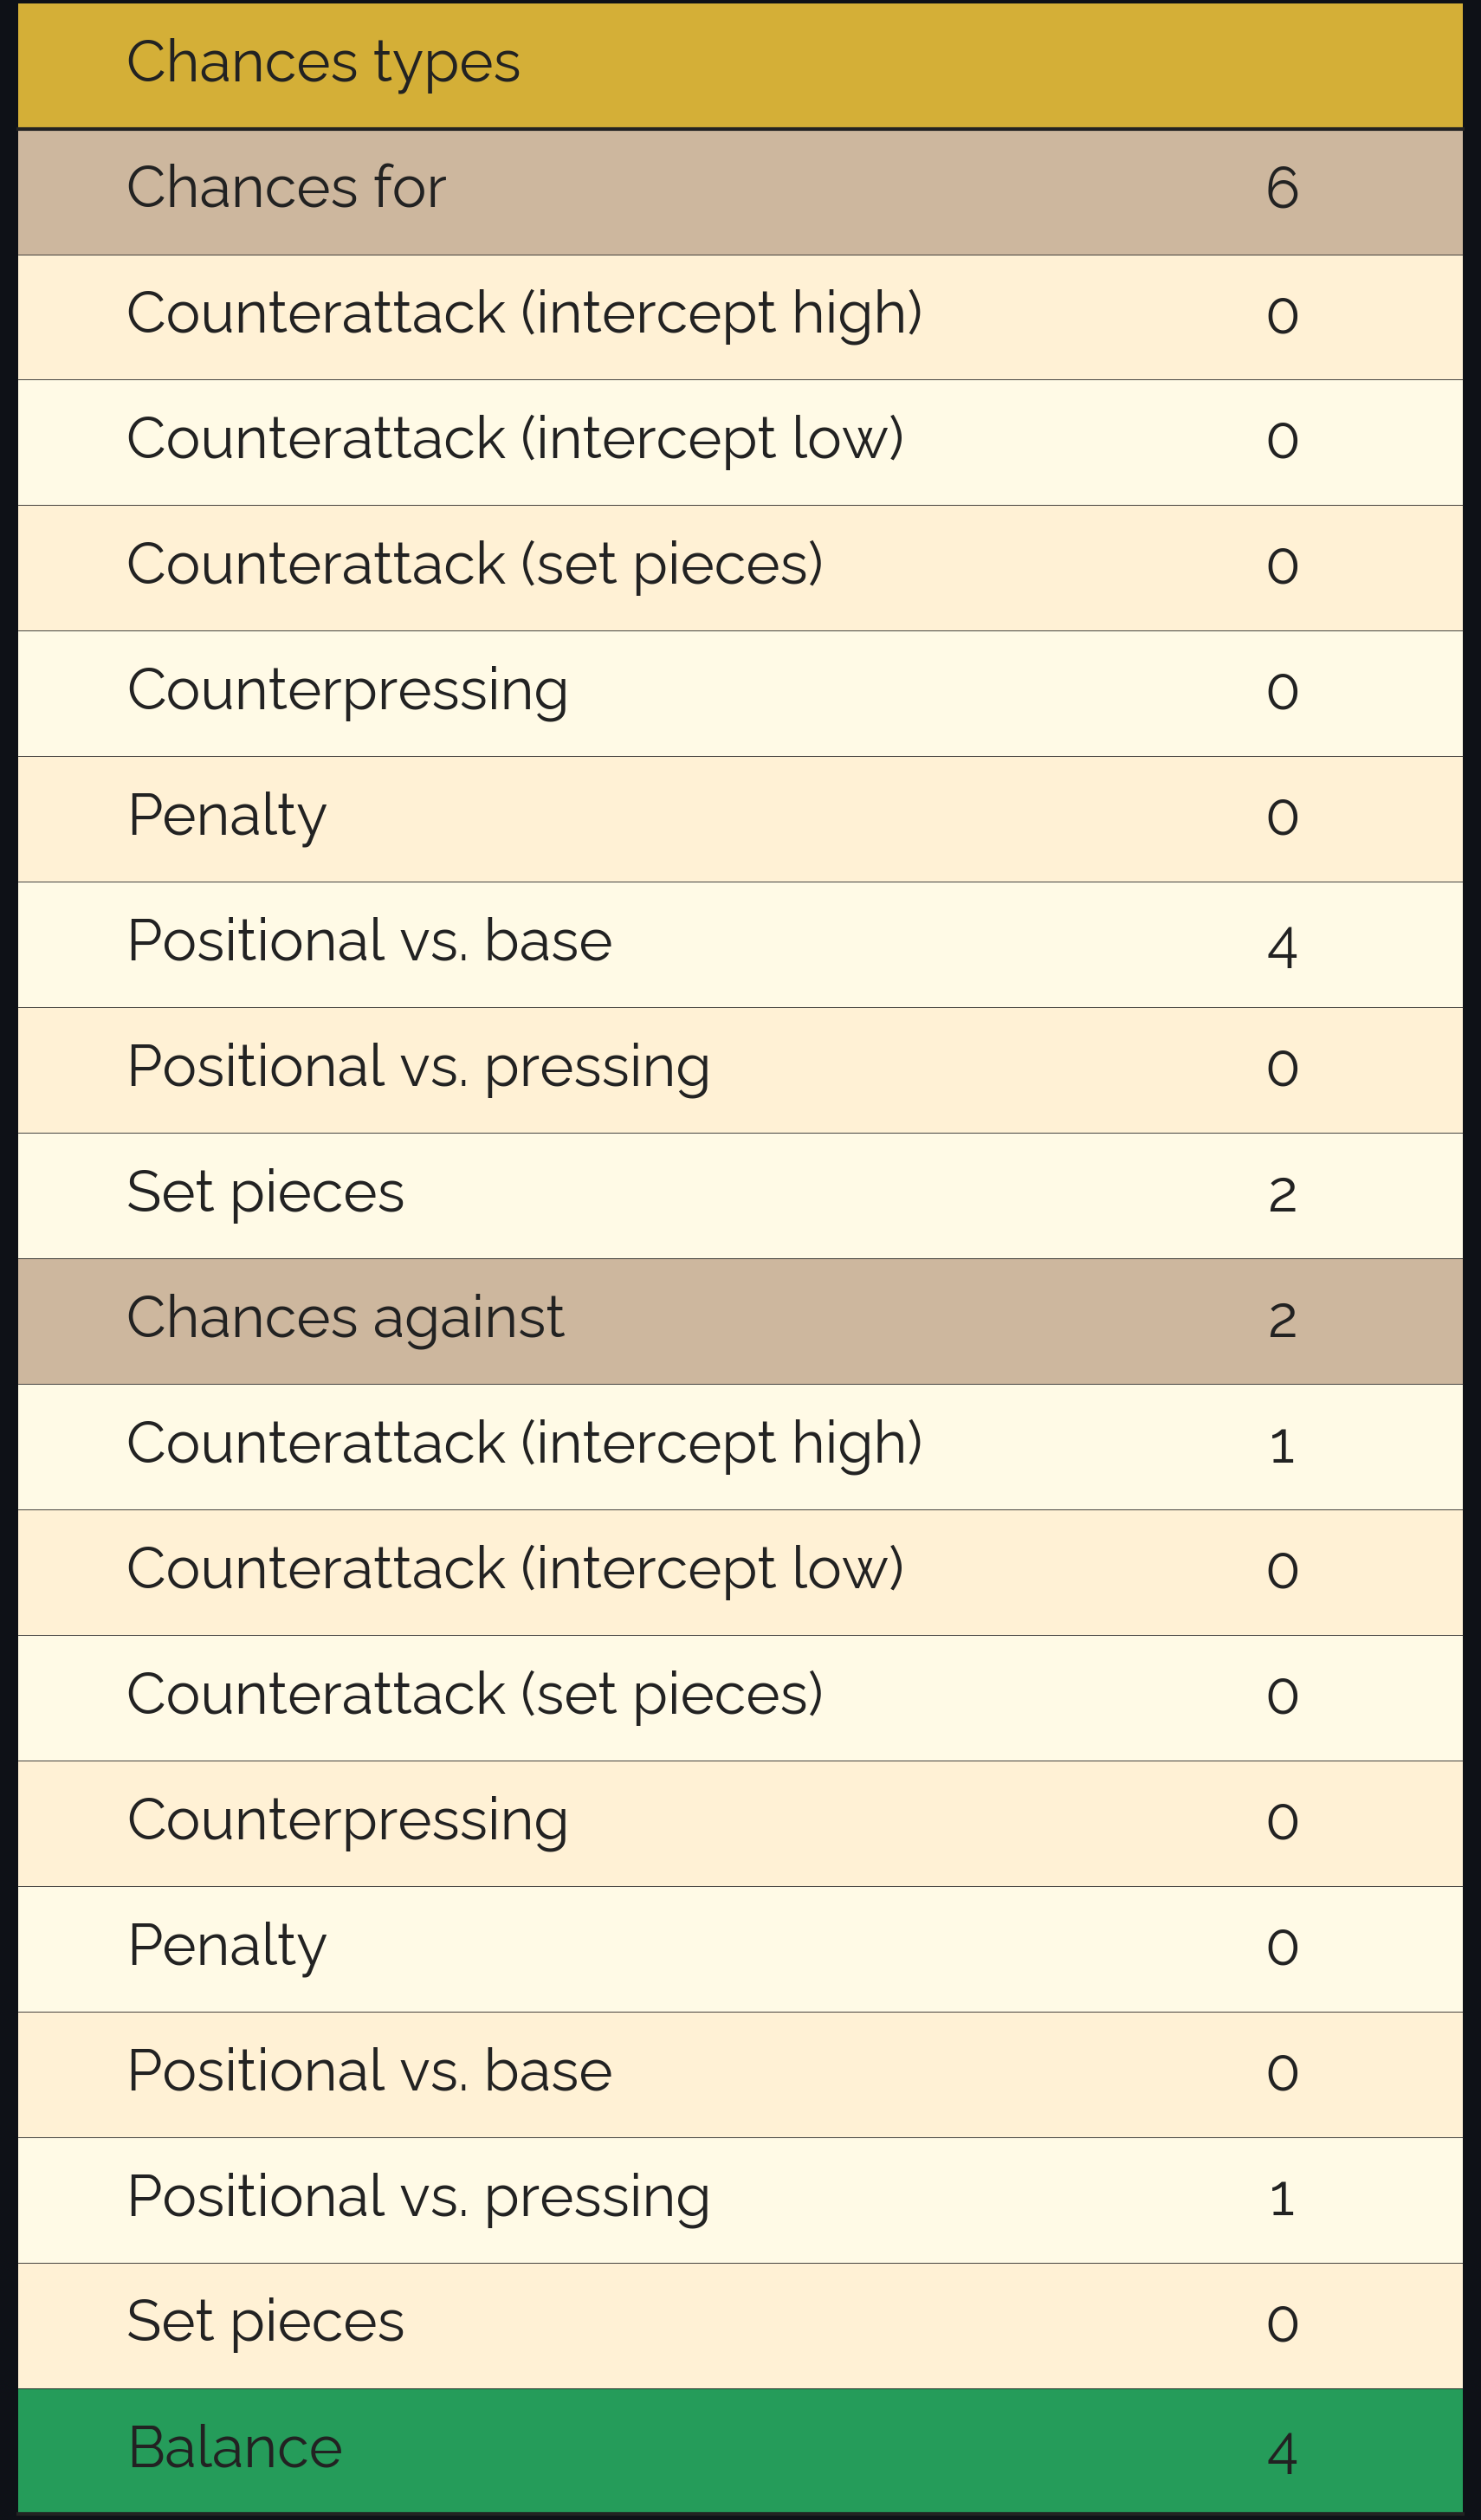 Chances types
Chances for 6
Counterattack (intercept high) 0
Counterattack (intercept low) 0
Counterattack (set pieces) 0
Counterpressing 0
Penalty 0
Positional vs. base 4
Positional vs. pressing 0
Set pieces 2
Chances against 2
Counterattack (intercept high) 1
Counterattack (intercept low) 0
Counterattack (set pieces) 0
Counterpressing 0
Penalty 0
Positional vs. base 0
Positional vs. pressing 1
Set pieces 0
Balance 4